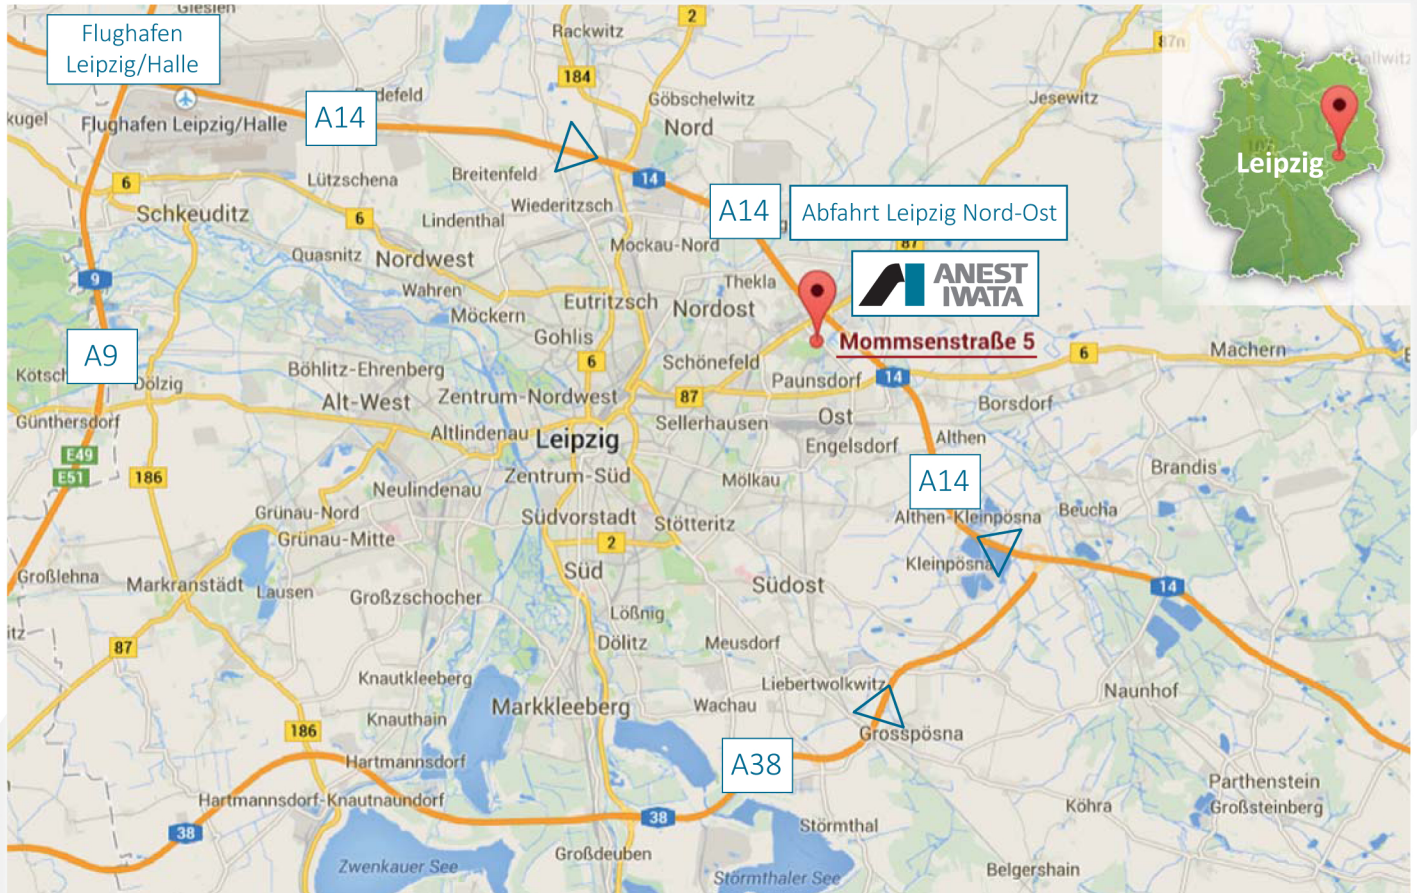 Glesien
Flughafen
Leipzig/Halle
Rackwitz
2
87n
184
Göbschelwitz
Jesewitz
A14
Flughafen Leipzig/Halle
Nord
Leipzig
6
Lützschena
Breitenfeld
14
Schkeuditz
6
Lindenthal
Wiederitzsch
A14
Abfahrt Leipzig Nord-Ost
Quasnitz
Nordwest
Mockau-Nord
87
9
Wahren
Thekla
ANEST
IWATA
Möckern
Eutritzsch
Nordost
Gohlis
Mommsenstraße 5
A9
Böhlitz-Ehrenberg
6
Schönefeld
6
Machern
Dölzig
Paunsdorf
14
Alt-West
Zentrum-Nordwest
87
Borsdorf
Günthersdorf
Sellerhausen
Ost
Altlindenau
Leipzig
Engelsdorf
Althen
E49
E51
186
Zentrum-Süd
Mölkau
A14
Brandis
Neulindenau
Grünau-Nord
Südvorstadt
Stötteritz
Althen-Kleinpösna
Beucha
Grünau-Mitte
2
Kleinpösna
Großlehna
Markranstädt
Lausen
Süd
Südost
14
Großzschocher
Lößnig
87
Dölitz
Meusdorf
Knautkleeberg
Liebertwolkwitz
Naunhof
Knauthain
Markkleeberg
Wachau
186
Grosspösna
Hartmannsdorf
A38
Parthenstein
Hartmannsdorf-Knautnaundorf
Köhra
Großsteinberg
38
38
Störmthal
Großdeuben
Zwenkauer See
Störmthaler See
Belgershain